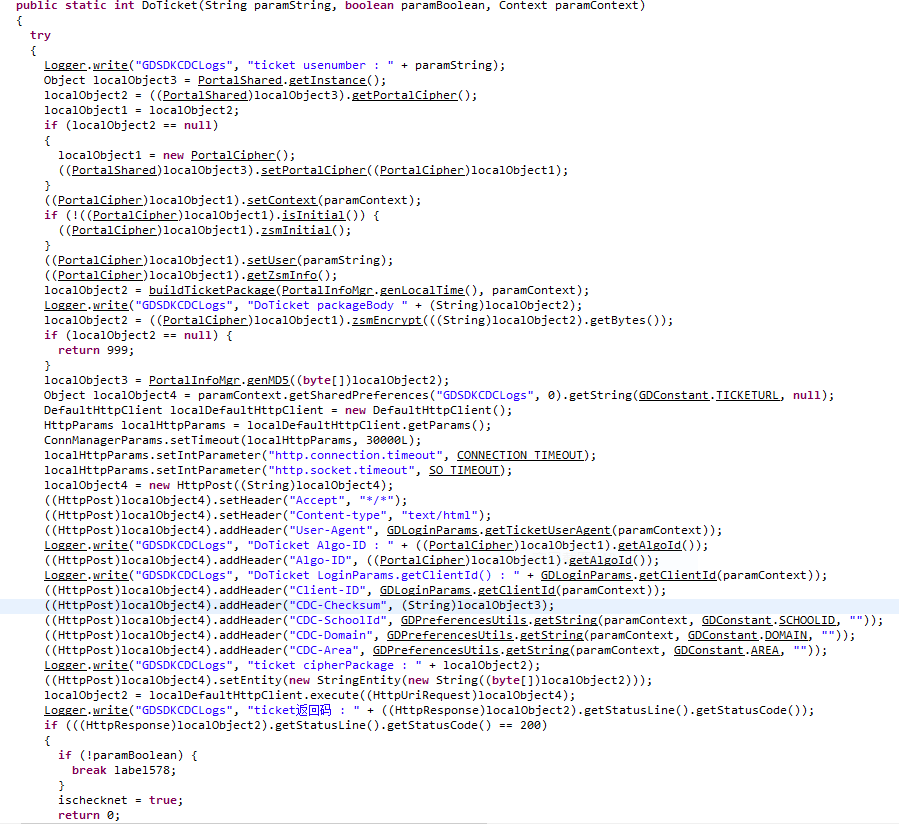 public static int DoTicket(String paramString, boolean paramBoolean, Context paramContext)
{
try
{
Logger.write("GDSDKCDCLogs", "ticket usenumber : " + paramString);
Object localObject3 = PortalShared.getInstance();
localObject2 = ((PortalShared)localObject3).getPortalCipher();
localObject1 = localObject2;
if (localObject2 == null)
{
localObject1 = new PortalCipher();
((PortalShared)localObject3).setPortalCipher((PortalCipher)localObject1);
}
((PortalCipher)localObject1).setContext(paramContext);
if (!((PortalCipher)localObject1).isInitial()) {
((PortalCipher)localObject1).zsmInitial();
}
((PortalCipher)localObject1).setUser(paramString);
((PortalCipher)localObject1).getZsmInfo();
localObject2 = buildTicketPackage(PortalInfoMgr.genLocalTime(), paramContext);
Logger.write("GDSDKCDCLogs", "DoTicket packageBody " + (String)localObject2);
localObject2 = ((PortalCipher)localObject1).zsmEncrypt(((String)localObject2).getBytes());
if (localObject2 == null) {
return 999;
}
localObject3 = PortalInfoMgr.genMD5((byte[])localObject2);
Object localObject4 = paramContext.getSharedPreferences("GDSDKCDCLogs", 0).getString(GDConstant.TICKETURL, null);
DefaultHttpClient localDefaultHttpClient = new DefaultHttpClient();
HttpParams localHttpParams = localDefaultHttpClient.getParams();
ConnManagerParams.setTimeout(localHttpParams, 30000L);
localHttpParams.setIntParameter("http.connection.timeout", CONNECTION_TIMEOUT);
localHttpParams.setIntParameter("http.socket.timeout", SO_TIMEOUT);
localObject4 = new HttpPost((String)localObject4);
((HttpPost)localObject4).setHeader("Accept", "*/*");
((HttpPost)localObject4).setHeader("Content-type", "text/html");
((HttpPost)localObject4).addHeader("User-Agent", GDLoginParams.getTicketUserAgent(paramContext));
Logger.write("GDSDKCDCLogs", "DoTicket Algo-ID : " + ((PortalCipher)localObject1).getAlgoId());
((HttpPost)localObject4).addHeader("Algo-ID", ((PortalCipher)localObject1).getAlgoId());
Logger.write("GDSDKCDCLogs", "DoTicket LoginParams.getClientId() : " + GDLoginParams.getClientId(paramContext));
((HttpPost)localObject4).addHeader("Client-ID", GDLoginParams.getClientId(paramContext));
((HttpPost)localObject4).addHeader("CDC-Checksum", (String)localObject3);
((HttpPost)localObject4).addHeader("CDC-SchoolId", GDPreferencesUtils.getString(paramContext, GDConstant.SCHOOLID, ""));
((HttpPost)localObject4).addHeader("CDC-Domain", GDPreferencesUtils.getString(paramContext, GDConstant.DOMAIN, ""));
((HttpPost)localObject4).addHeader("CDC-Area", GDPreferencesUtils.getString(paramContext, GDConstant.AREA, ""));
Logger.write("GDSDKCDCLogs", "ticket cipherPackage : " + localObject2);
((HttpPost)localObject4).setEntity(new StringEntity(new String((byte[])localObject2)));
localObject2 = localDefaultHttpClient.execute((HttpUriRequest)localObject4);
Logger.write("GDSDKCDCLogs", "ticket返回码 : " + ((HttpResponse)localObject2).getStatusLine().getStatusCode());
if (((HttpResponse)localObject2).getStatusLine().getStatusCode() == 200)
{
if (!paramBoolean) {
break label578;
}
ischecknet = true;
return 0;